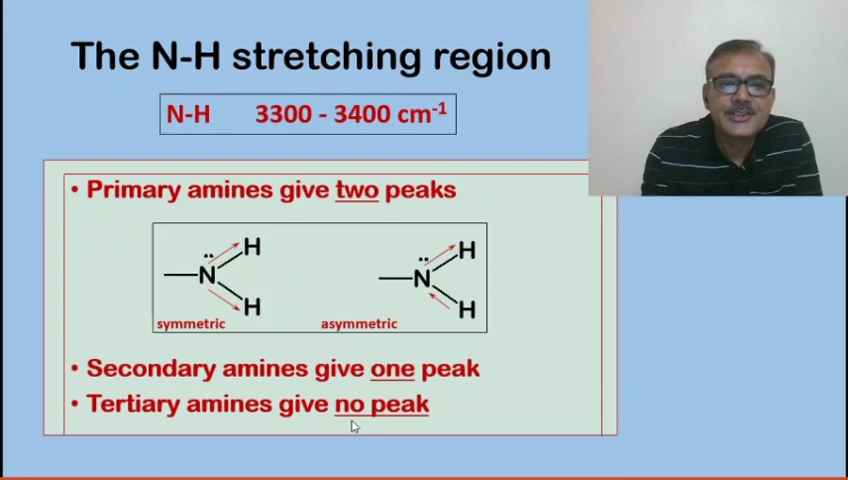 The N-H stretching region
N-H 3300 - 3400 cm-1
• Primary amines give two peaks
H H
N N
H H
symmetric asymmetric
• Secondary amines give one peak
• Tertiary amines give no peak